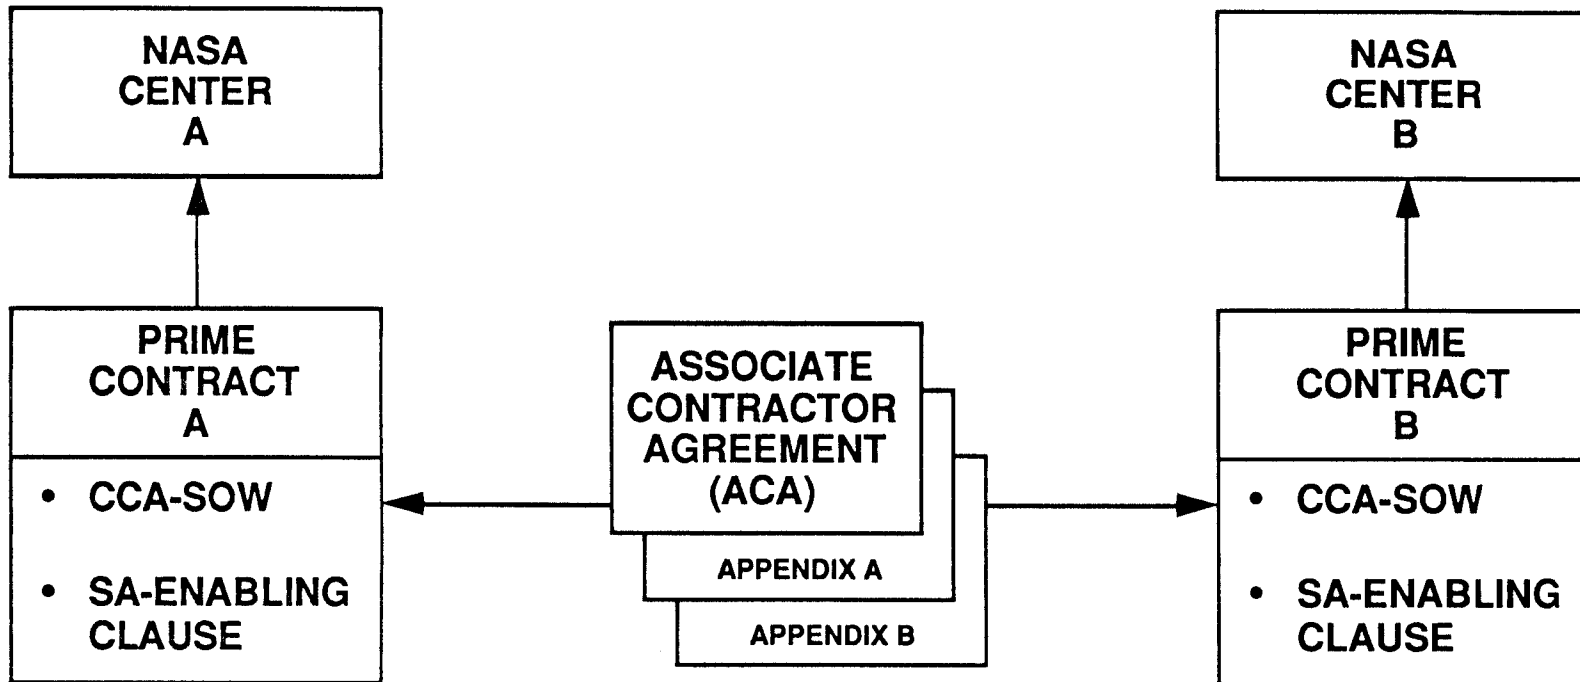 NASA
CENTER
A
NASA
CENTER
B
PRIME
CONTRACT
A
• CCA-SOW
• SA-ENABLING
CLAUSE
ASSOCIATE
CONTRACTOR
AGREEMENT
(ACA)
APPENDIX A
APPENDIX B
PRIME
CONTRACT
B
• CCA-SOW
• SA-ENABLING
CLAUSE